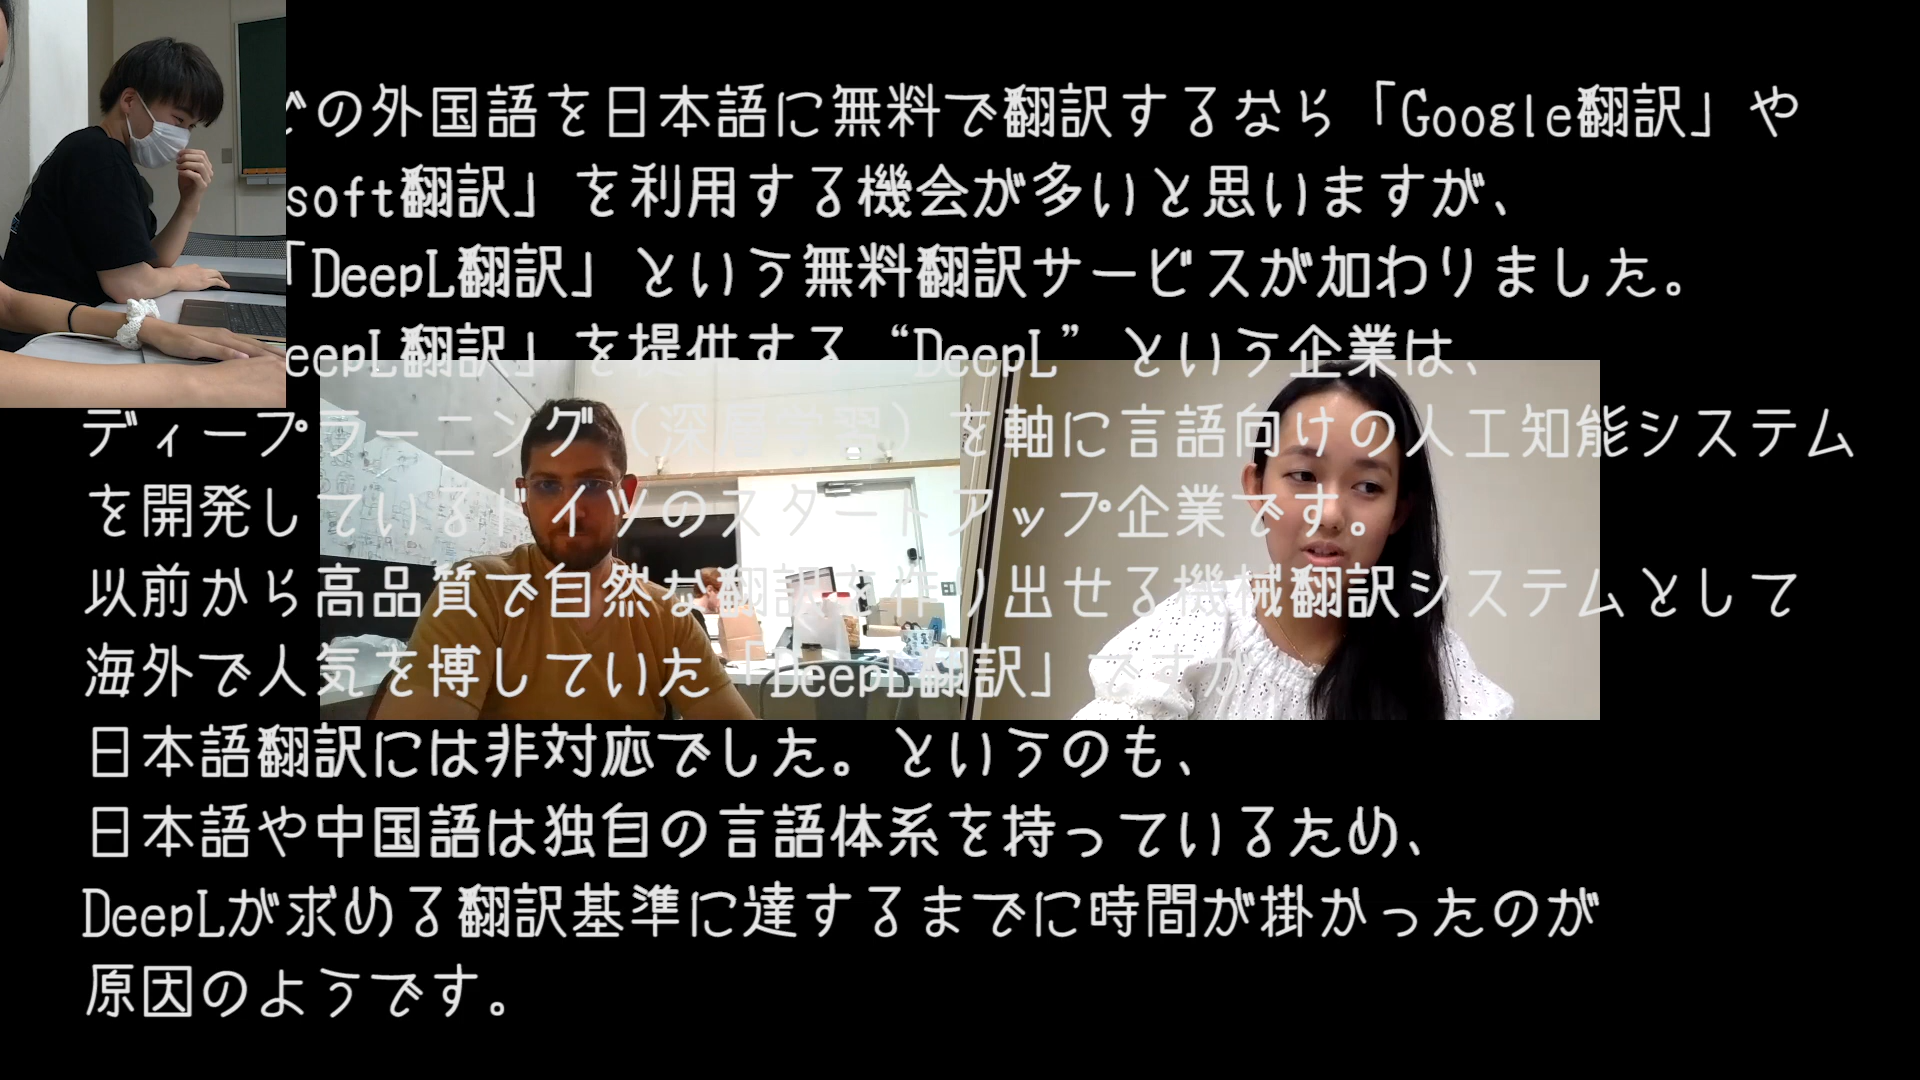 の外国語を日本語に無料で翻訳するなら「Google翻訳」や
soft翻訳」を利用する機会が多いと思いますが、
「DeepL翻訳」という無料翻訳サービスが加わりました。
eepL翻訳」を提供する“DeepL”という企業は、
ディープラーニング（深層学習）を軸に言語向けの人工知能システム
を開発しているドイツのスタートアップ企業です。
以前から高品質で自然な翻訳を作り出せる機械翻訳システムとして
海外で人気を博していた「DeepL翻訳」ですが
日本語翻訳には非対応でした。というのも、
日本語や中国語は独自の言語体系を持っているため、
DeepLが求める翻訳基準に達するまでに時間が掛かったのが
原因のようです。